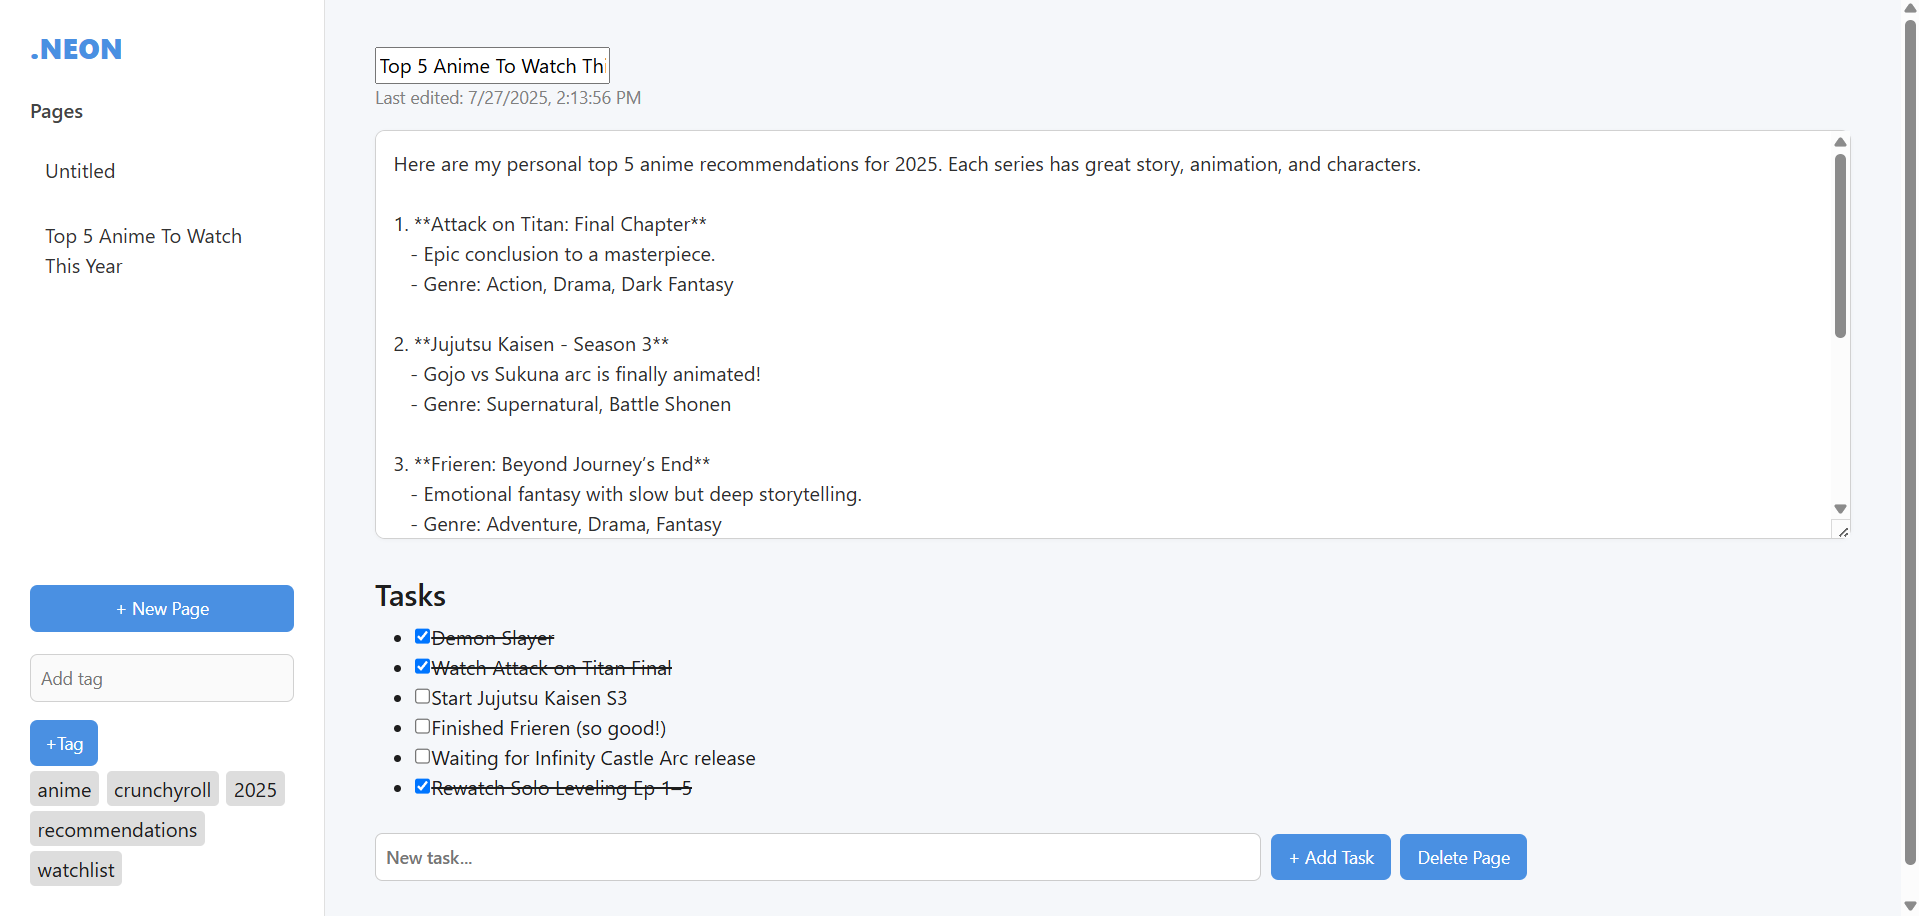 .NEON
Pages
Untitled
Top 5 Anime To Watch
This Year
+ New Page
Add tag
+Tag
anime crunchyroll 2025
recommendations
watchlist
Top 5 Anime To Watch Thi
Last edited: 7/27/2025, 2:13:56 PM
Here are my personal top 5 anime recommendations for 2025. Each series has great story, animation, and characters.
1. **Attack on Titan: Final Chapter**
- Epic conclusion to a masterpiece.
- Genre: Action, Drama, Dark Fantasy
2. **Jujutsu Kaisen - Season 3**
- Gojo vs Sukuna arc is finally animated!
- Genre: Supernatural, Battle Shonen
3. **Frieren: Beyond Journey’s End**
- Emotional fantasy with slow but deep storytelling.
- Genre: Adventure, Drama, Fantasy
Tasks
Demon Slayer
Watch Attack on Titan Final
Start Jujutsu Kaisen S3
Finished Frieren (so good!)
Waiting for Infinity Castle Arc release
Rewatch Solo Leveling Ep 1–5
New task...
+ Add Task
Delete Page